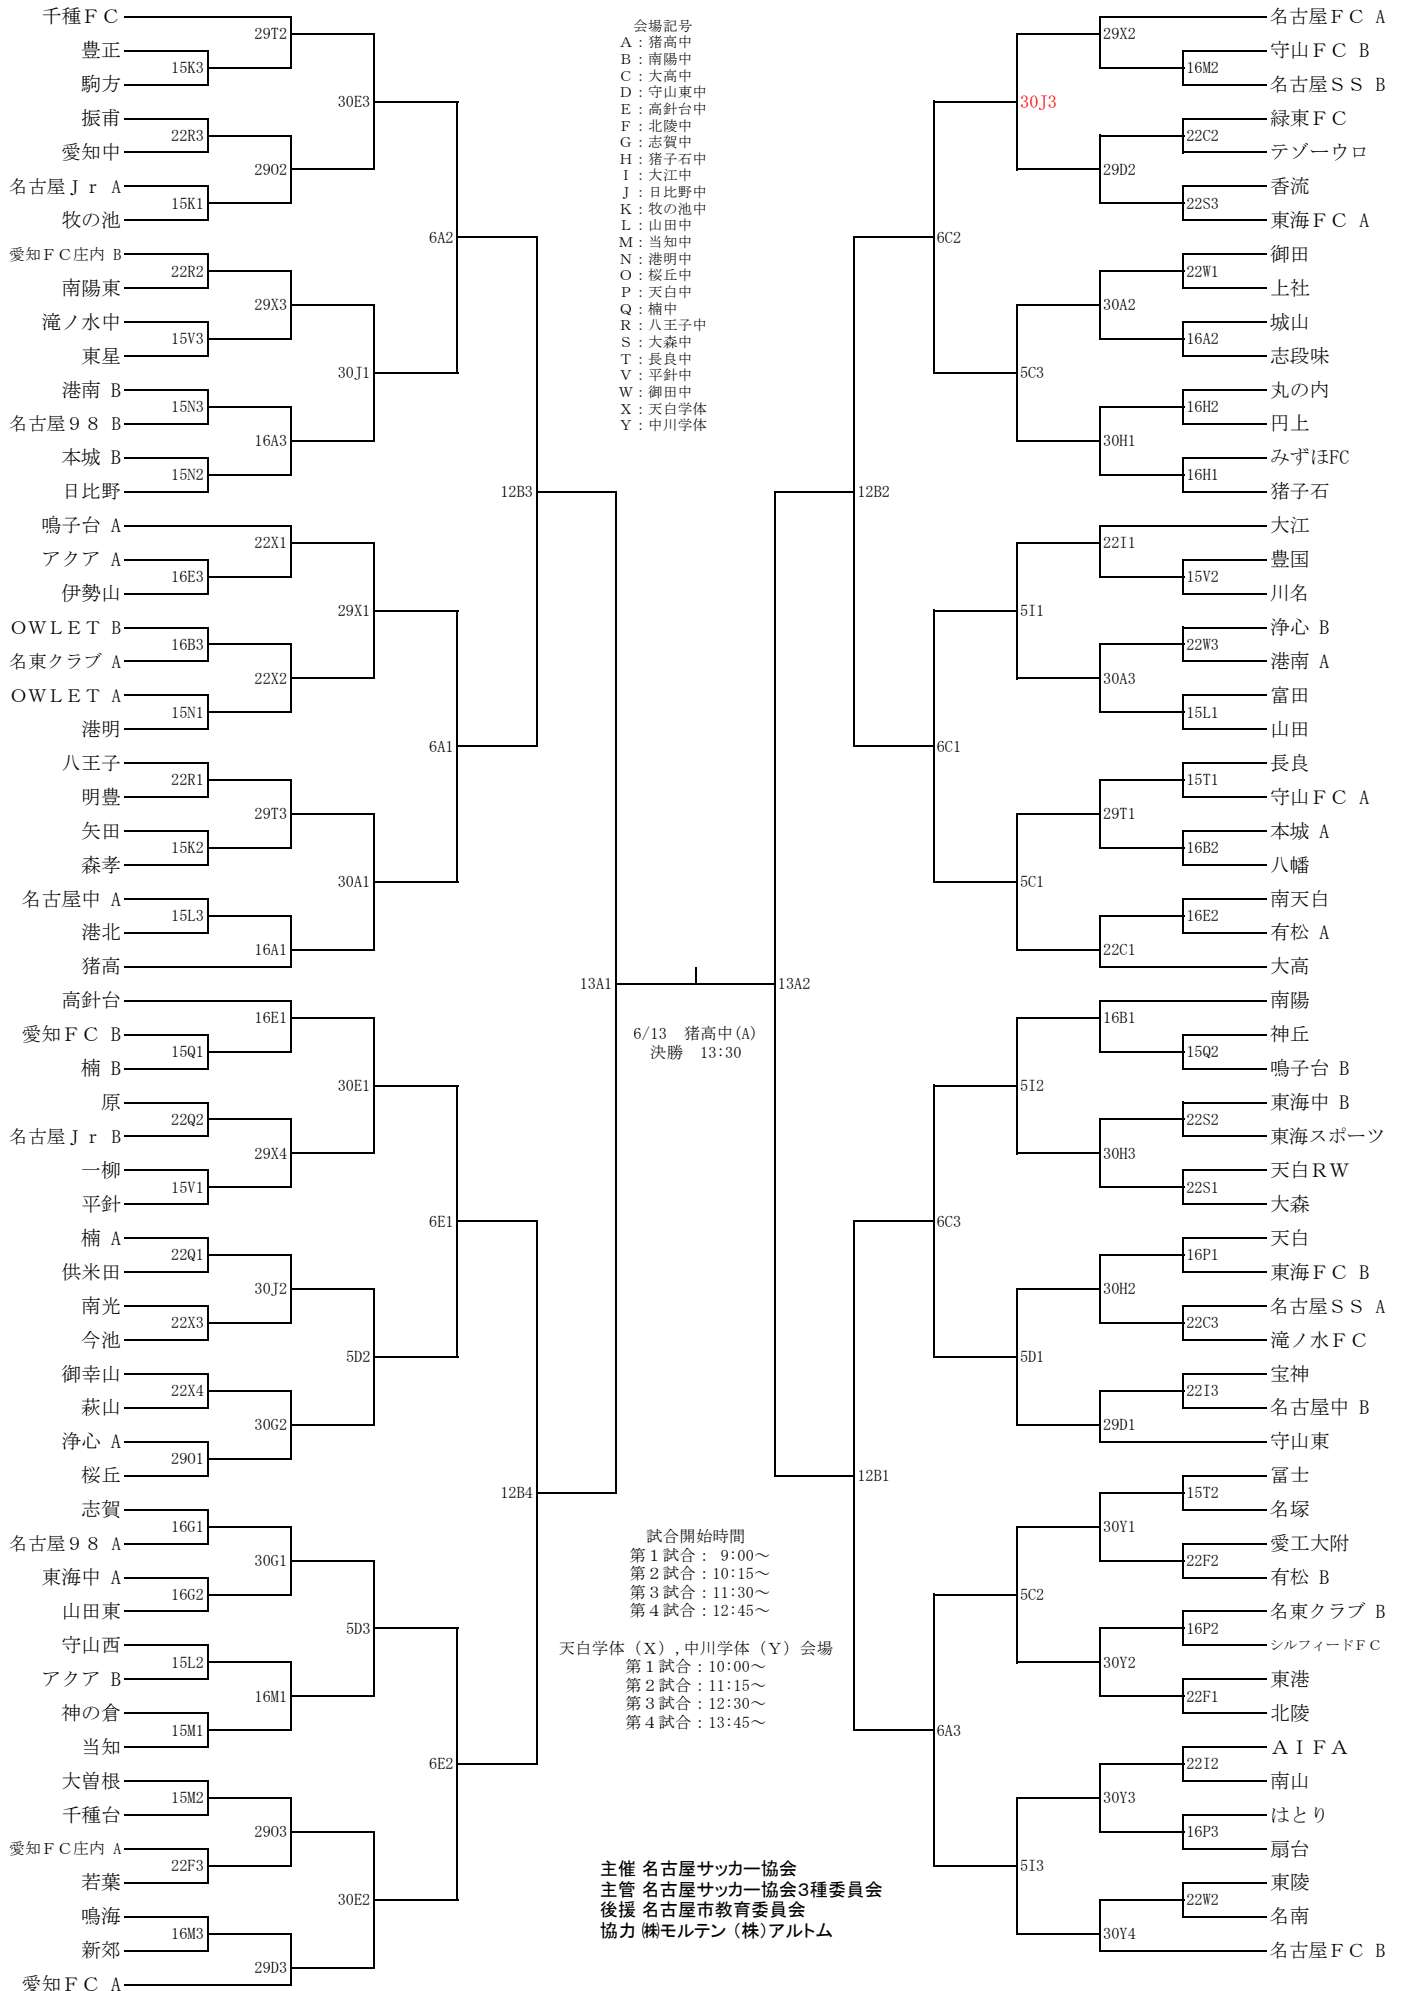 千種ＦＣ
豊正
駒方
振甫
愛知中
名古屋Ｊｒ A
牧の池
愛知ＦＣ庄内 B
南陽東
滝ノ水中
東星
港南 B
名古屋９８ B
本城 B
日比野
鳴子台 A
アクア A
伊勢山
ＯＷＬＥＴ B
名東クラブ A
ＯＷＬＥＴ A
港明
八王子
明豊
矢田
森孝
名古屋中 A
港北
猪高
高針台
愛知ＦＣ B
楠 B
原
名古屋Ｊｒ B
一柳
平針
楠 A
供米田
南光
今池
御幸山
萩山
浄心 A
桜丘
志賀
名古屋９８ A
東海中 A
山田東
守山西
アクア B
神の倉
当知
大曽根
千種台
愛知ＦＣ庄内 A
若葉
鳴海
新郊
愛知ＦＣ A
15K3
22R3
15K1
22R2
15V3
15N3
15N2
16E3
16B3
15N1
22R1
15K2
15L3
15Q1
22Q2
15V1
22Q1
22X3
22X4
29O1
16G1
16G2
15L2
15M1
15M2
22F3
16M3
29T2
29O2
29X3
16A3
22X1
22X2
29T3
16A1
16E1
29X4
30J2
30G2
30G1
16M1
29O3
29D3
30E3
30J1
29X1
30A1
30E1
5D2
5D3
30E2
6A2
6A1
6E1
6E2
12B3
12B4
13A1
会場記号
Ａ：猪高中
Ｂ：南陽中
Ｃ：大高中
Ｄ：守山東中
Ｅ：高針台中
Ｆ：北陵中
Ｇ：志賀中
Ｈ：猪子石中
Ｉ：大江中
Ｊ：日比野中
Ｋ：牧の池中
Ｌ：山田中
Ｍ：当知中
Ｎ：港明中
Ｏ：桜丘中
Ｐ：天白中
Ｑ：楠中
Ｒ：八王子中
Ｓ：大森中
Ｔ：長良中
Ｖ：平針中
Ｗ：御田中
Ｘ：天白学体
Ｙ：中川学体
6/13　猪高中(A)
決勝　13:30
試合開始時間
第１試合： 9:00～
第２試合：10:15～
第３試合：11:30～
第４試合：12:45～
天白学体（Ｘ）,中川学体（Ｙ）会場
第１試合：10:00～
第２試合：11:15～
第３試合：12:30～
第４試合：13:45～
主催 名古屋サッカー協会
主管 名古屋サッカー協会3種委員会
後援 名古屋市教育委員会
協力 ㈱モルテン （株）アルトム
13A2
12B2
12B1
6C2
6C1
6C3
6A3
30J3
5C3
5I1
5C1
5I2
5D1
5C2
5I3
29X2
29D2
30A2
30H1
22I1
30A3
29T1
22C1
16B1
30H3
30H2
29D1
30Y1
30Y2
30Y3
30Y4
16M2
22C2
22S3
22W1
16A2
16H2
16H1
15V2
22W3
15L1
15T1
16B2
16E2
15Q2
22S2
22S1
16P1
22C3
22I3
15T2
22F2
16P2
22F1
22I2
16P3
22W2
名古屋ＦＣ A
守山ＦＣ B
名古屋ＳＳ B
緑東ＦＣ
テゾーウロ
香流
東海ＦＣ A
御田
上社
城山
志段味
丸の内
円上
みずほFC
猪子石
大江
豊国
川名
浄心 B
港南 A
富田
山田
長良
守山ＦＣ A
本城 A
八幡
南天白
有松 A
大高
南陽
神丘
鳴子台 B
東海中 B
東海スポーツ
天白ＲＷ
大森
天白
東海ＦＣ B
名古屋ＳＳ A
滝ノ水ＦＣ
宝神
名古屋中 B
守山東
冨士
名塚
愛工大附
有松 B
名東クラブ B
シルフィードＦＣ
東港
北陵
ＡＩＦＡ
南山
はとり
扇台
東陵
名南
名古屋ＦＣ B